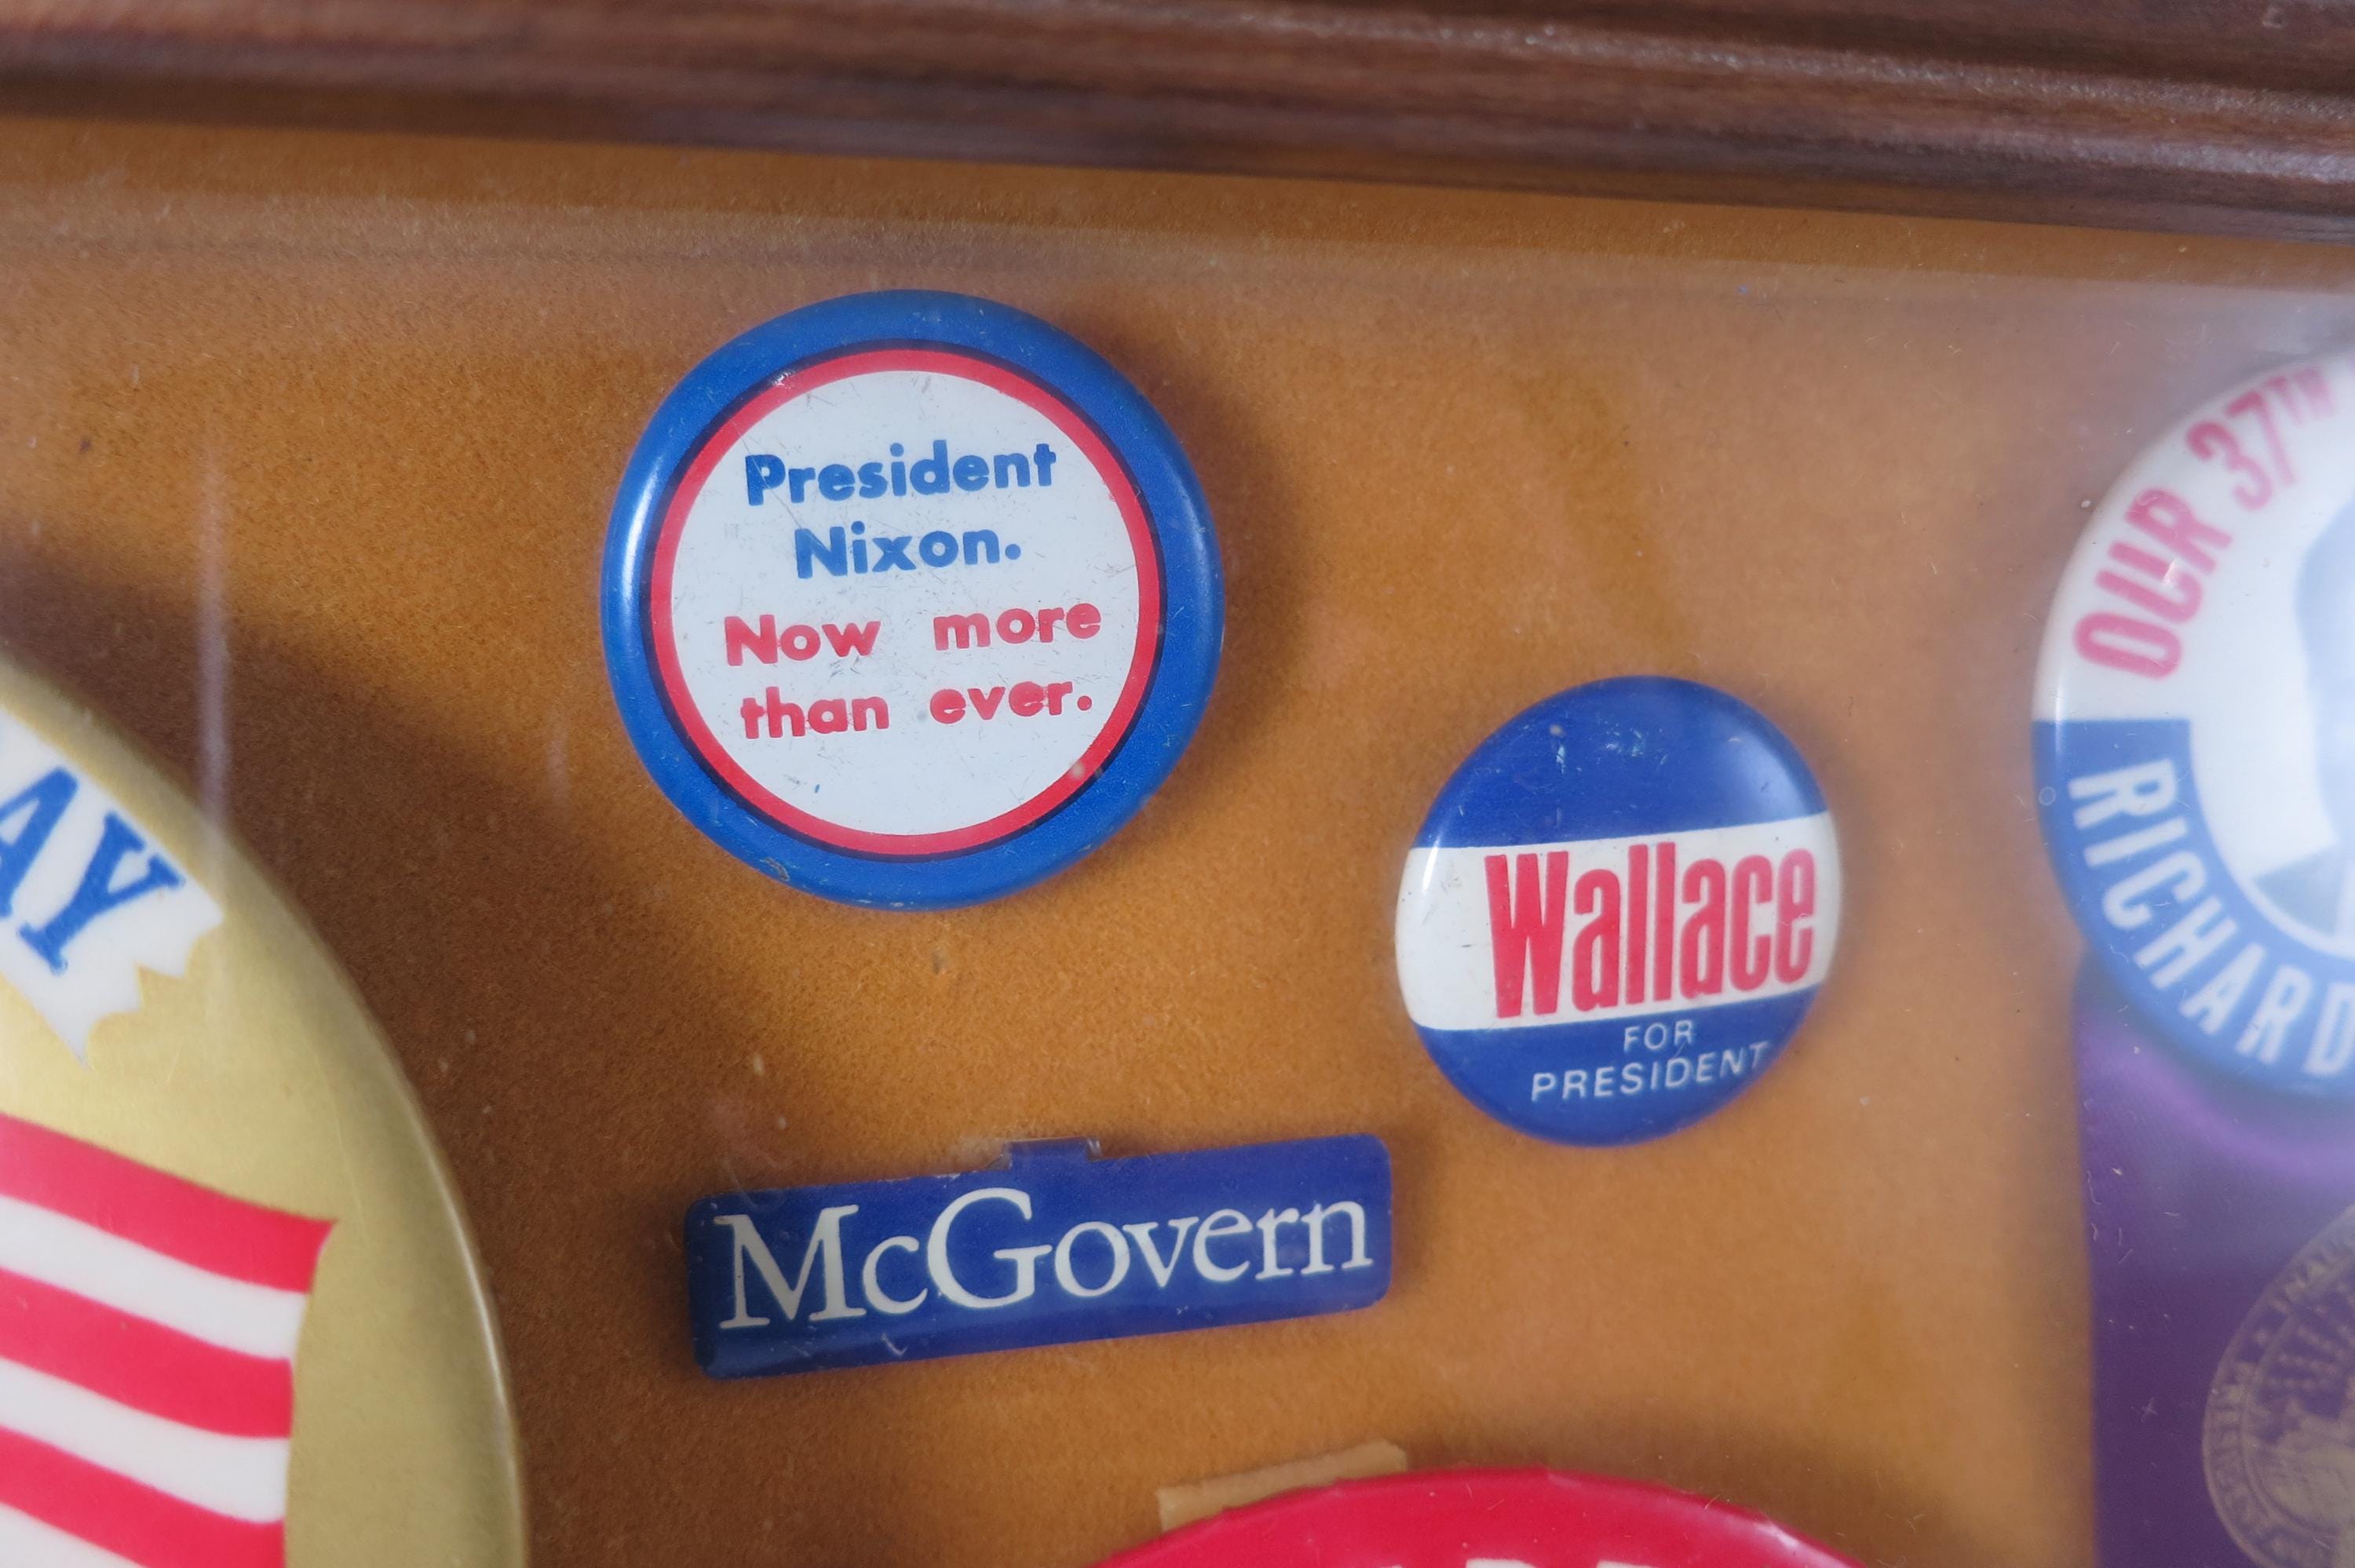 President
Nixon.
Now more
than ever.
OUR 37TH
RICHARD
AY
Wallace
FOR
PRESIDENT
McGovern